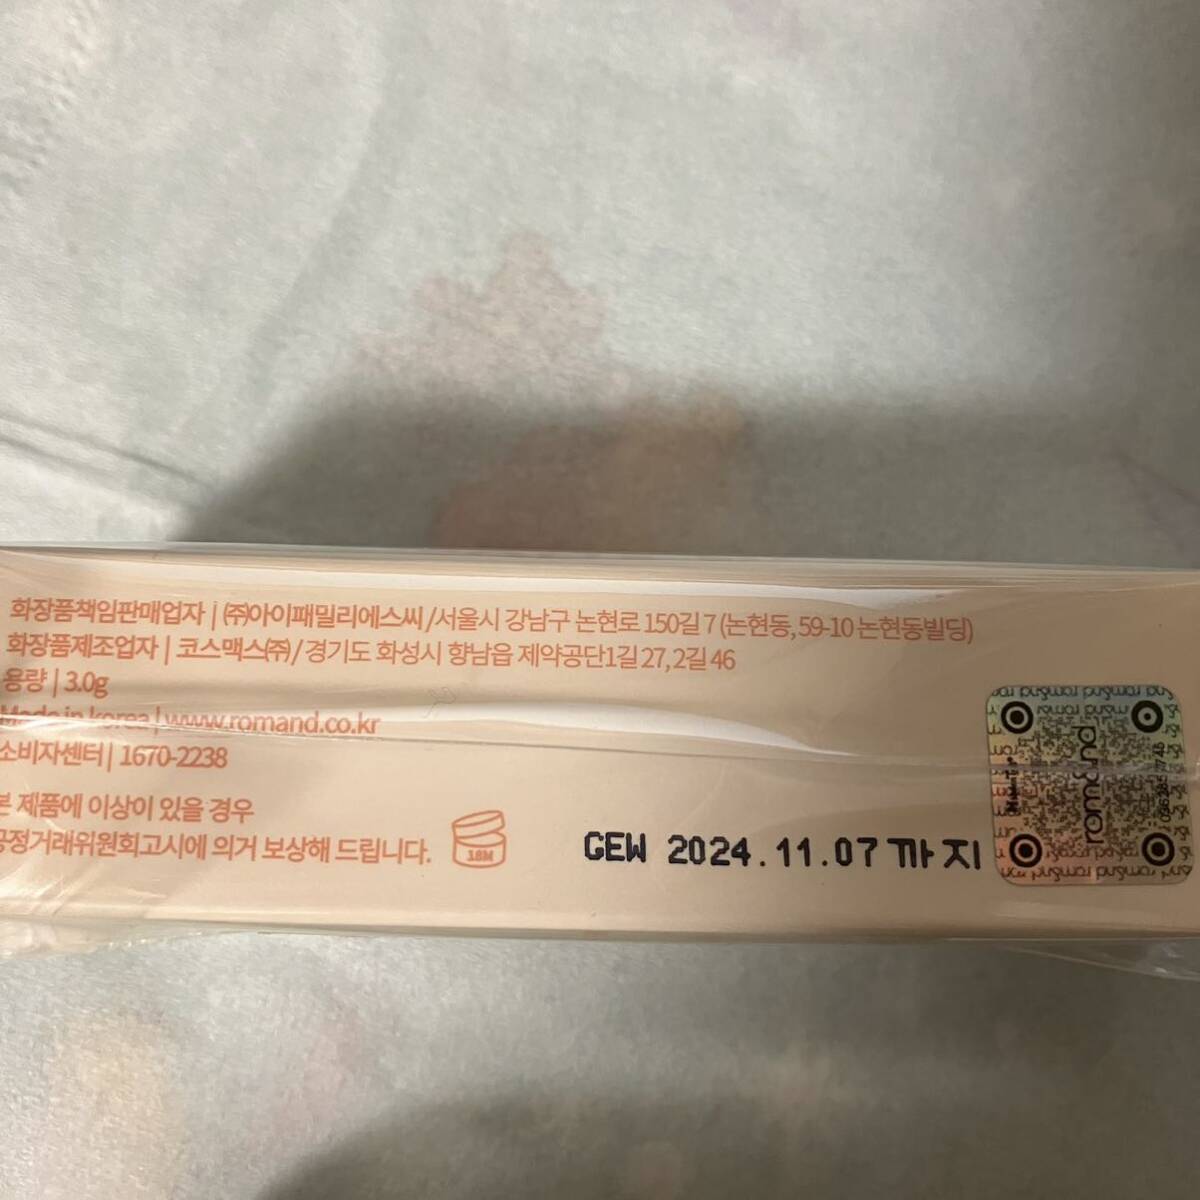 화장품책임판매업자 | ㈜아이패밀리에스씨/서울시 강남구 논현로 150길 7 (논현동, 59-10 논현동빌딩)
화장품제조업자 | 코스맥스㈜/경기도 화성시 향남읍 제약공단1길 27, 2길 46
용량 | 3.0g
Made in korea | www.romand.co.kr
소비자센터 | 1670-2238
본 제품에 이상이 있을 경우
공정거래위원회고시에 의거 보상해 드립니다.
18M
GEW 2024.11.07 까지
rom&nd